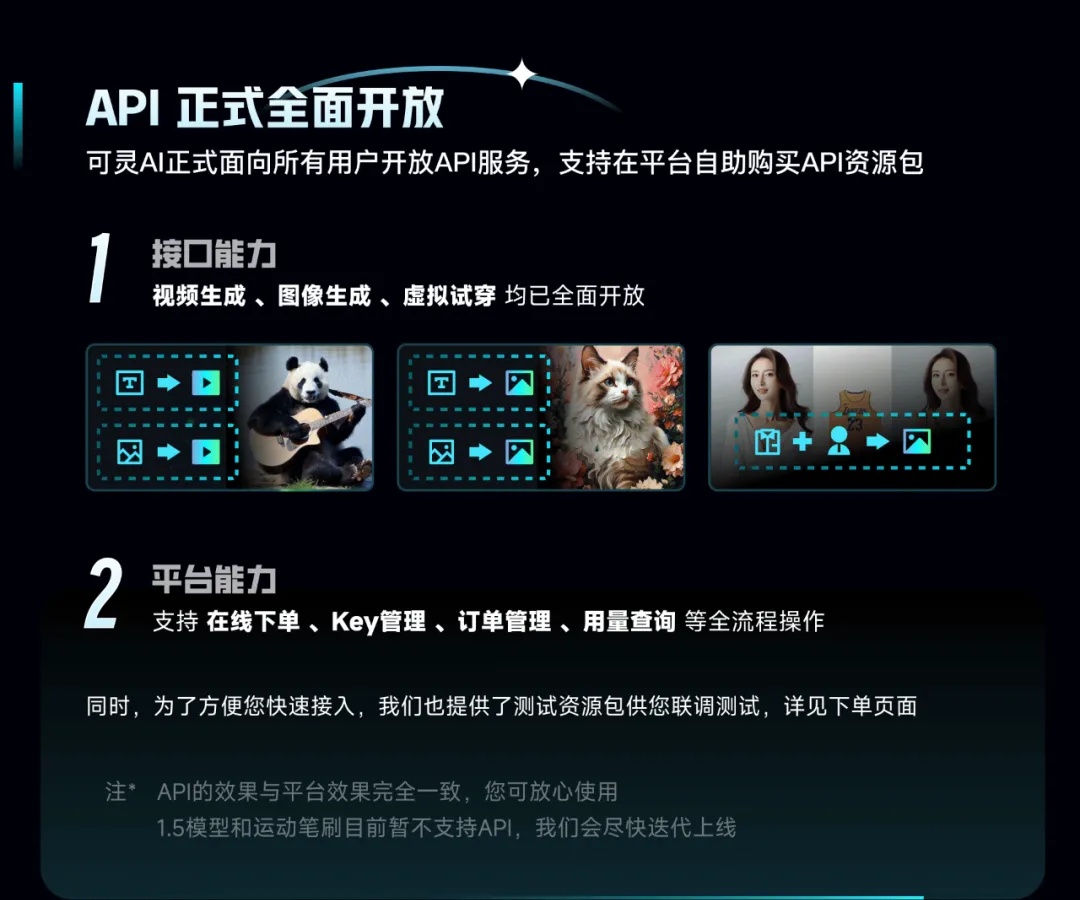 API 正式全面开放
可灵AI正式面向所有用户开放API服务，支持在平台自助购买API资源包
1
接口能力
视频生成 、图像生成 、虚拟试穿 均已全面开放
T
T
23
2
平台能力
支持 在线下单 、Key管理 、订单管理 、用量查询 等全流程操作
同时，为了方便您快速接入，我们也提供了测试资源包供您联调测试，详见下单页面
注* API的效果与平台效果完全一致，您可放心使用
1.5模型和运动笔刷目前暂不支持API，我们会尽快迭代上线